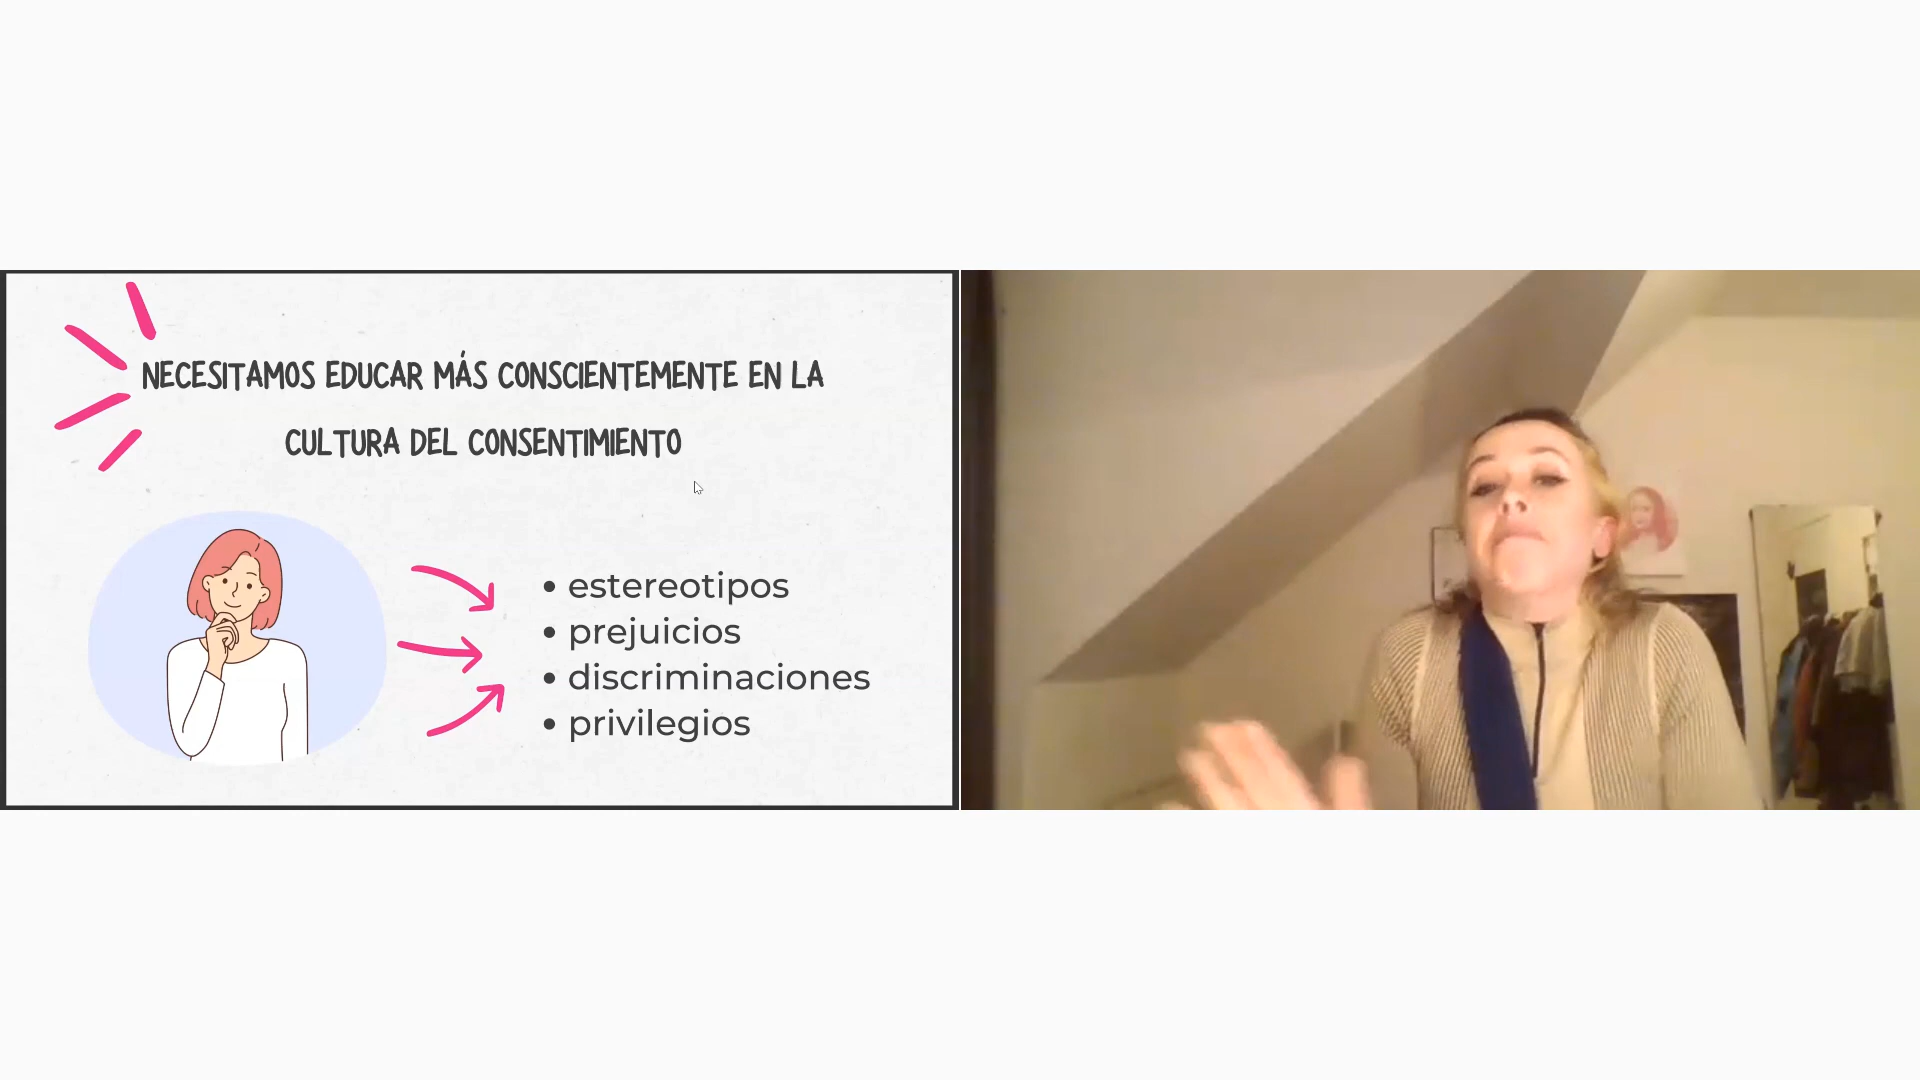 NECESITAMOS EDUCAR MÁS CONSCIENTEMENTE EN LA
CULTURA DEL CONSENTIMIENTO
• estereotipos
• prejuicios
• discriminaciones
• privilegios